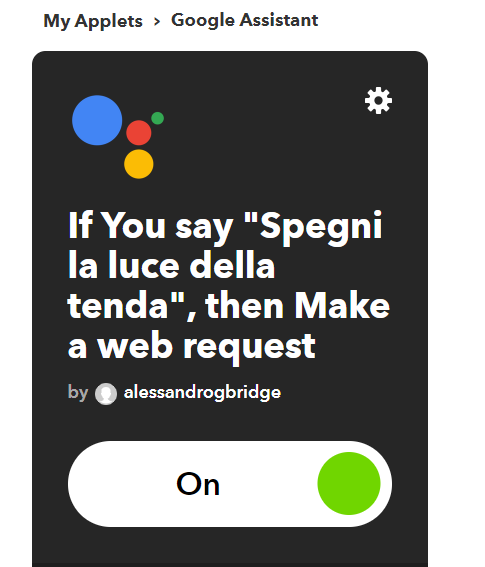 My Applets > Google Assistant
If You say "Spegni
la luce della
tenda", then Make
a web request
by alessandrogbridge
On